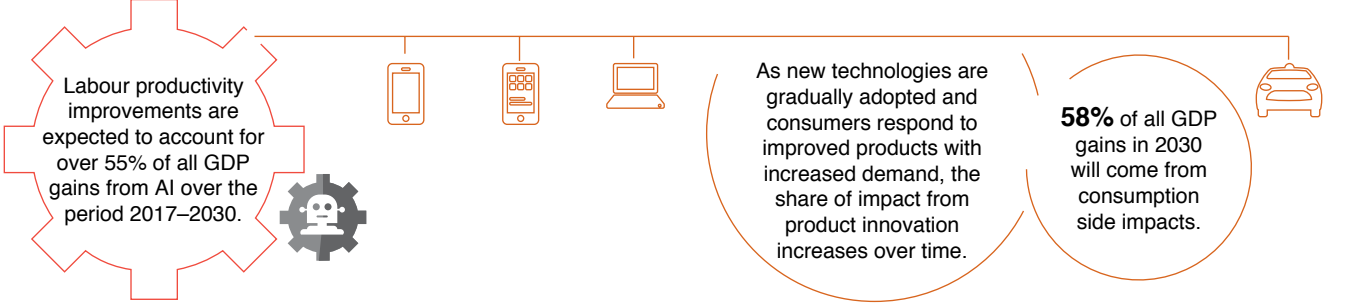 Labour productivity
improvements are
expected to account for
over 55% of all GDP
gains from AI over the
period 2017–2030.
As new technologies are
gradually adopted and
consumers respond to
improved products with
increased demand, the
share of impact from
product innovation
increases over time.
58% of all GDP
gains in 2030
will come from
consumption
side impacts.